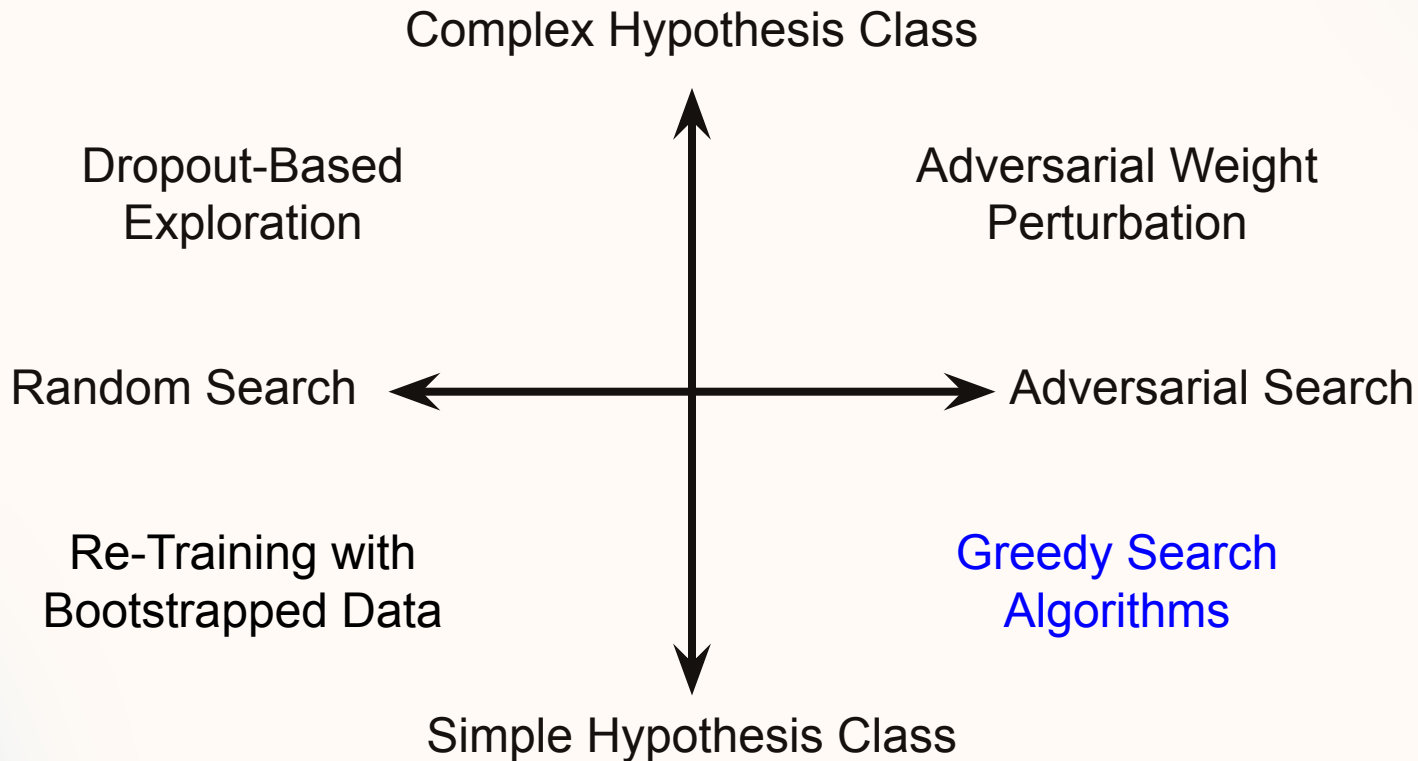 Complex Hypothesis Class
Dropout-Based
Exploration
Adversarial Weight
Perturbation
Random Search
Adversarial Search
Re-Training with
Bootstrapped Data
Greedy Search
Algorithms
Simple Hypothesis Class